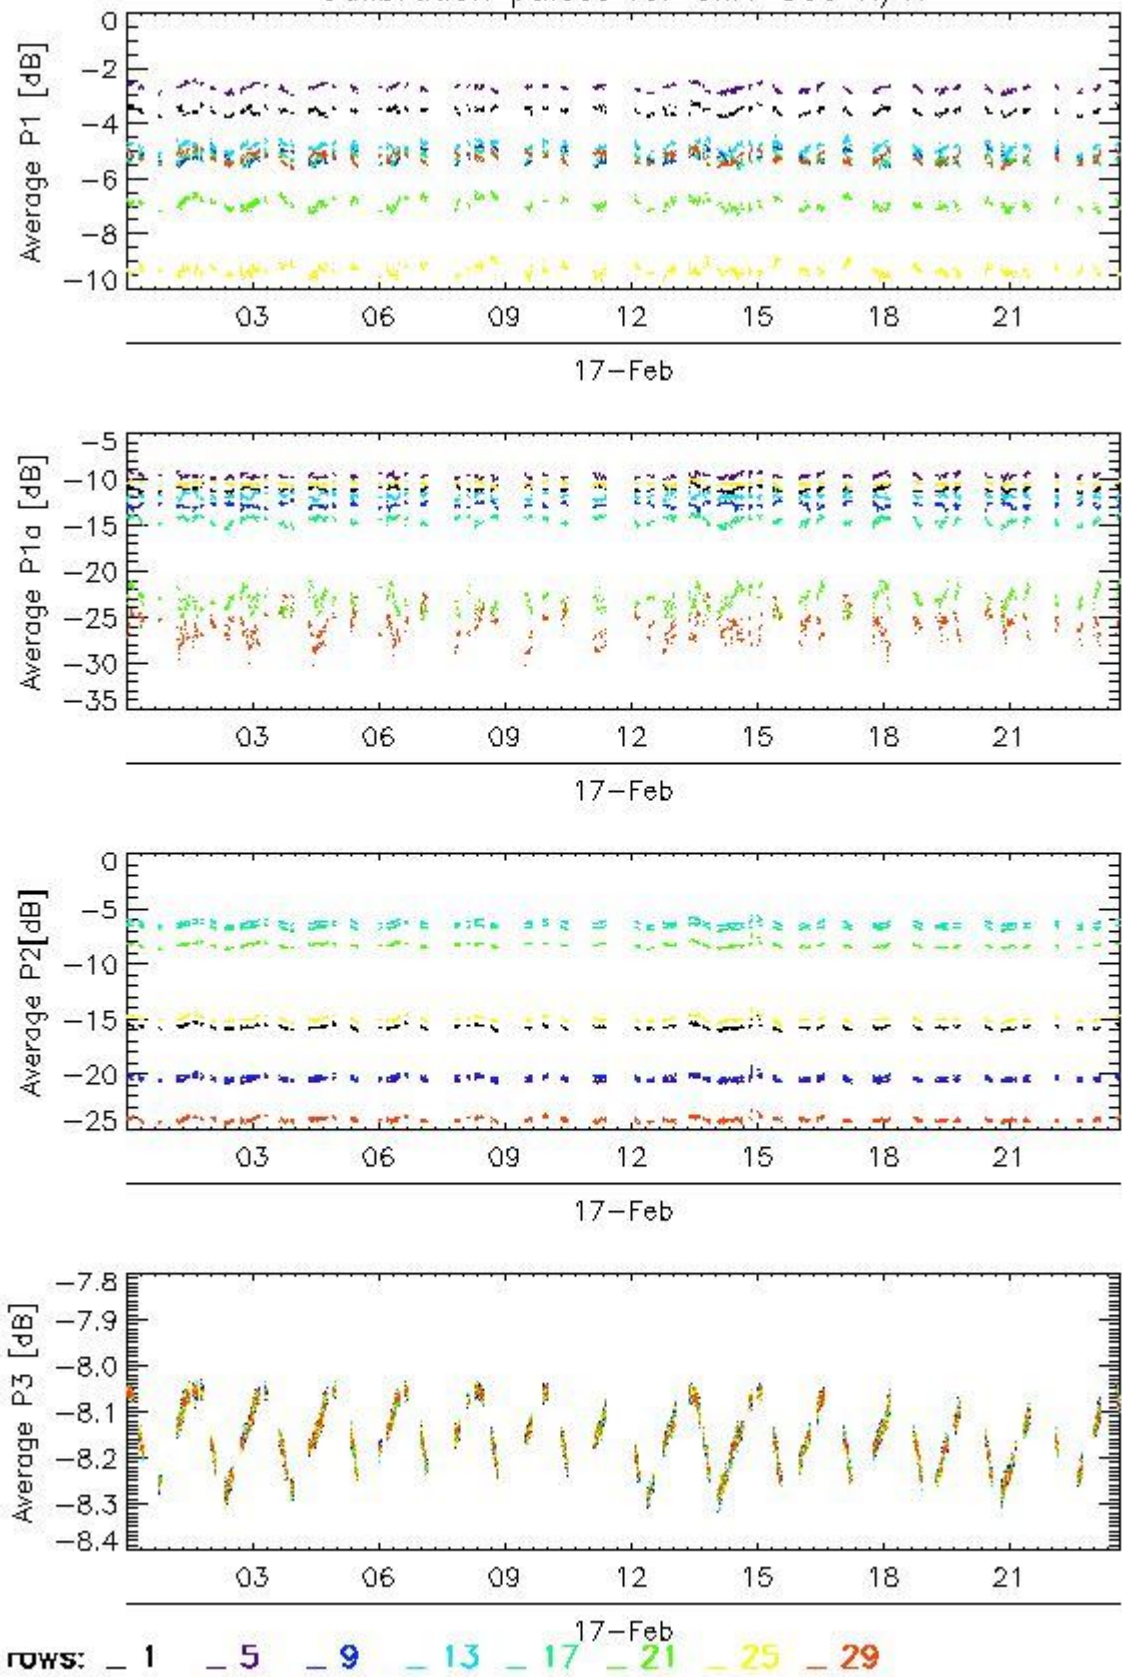 0
-2
-4
-6
-8
-10
Average P1 [dB]
03 06 09 12 15 18 21
17-Feb
-5
-10
-15
-20
-25
-30
-35
Average P1a [dB]
03 06 09 12 15 18 21
17-Feb
0
-5
-10
-15
-20
-25
Average P2[dB]
03 06 09 12 15 18 21
17-Feb
-7.8
-7.9
-8.0
-8.1
-8.2
-8.3
-8.4
Average P3 [dB]
03 06 09 12 15 18 21
17-Feb
rows: _ 1 _ 5 _ 9 _ 13 _ 17 _ 21 _ 25 _ 29